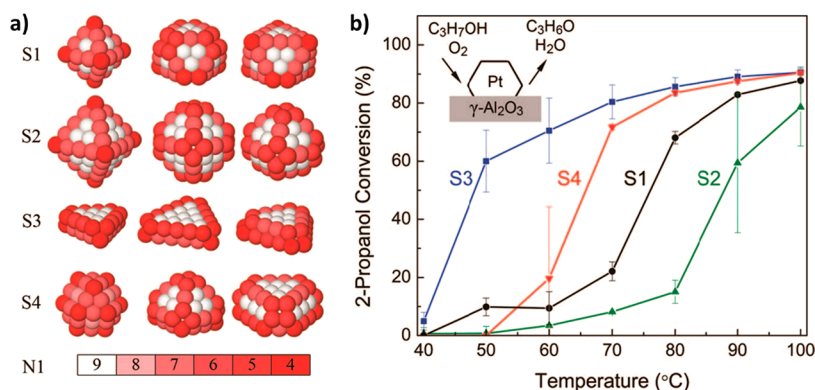 a)
S1
S2
S3
S4
N1 9 8 7 6 5 4
b)
C₃H₇OH
O₂
C₃H₆O
H₂O
Pt
γ-Al₂O₃
S3
S4
S1
S2
2-Propanol Conversion (%)
100
80
60
40
20
0
40 50 60 70 80 90 100
Temperature (°C)